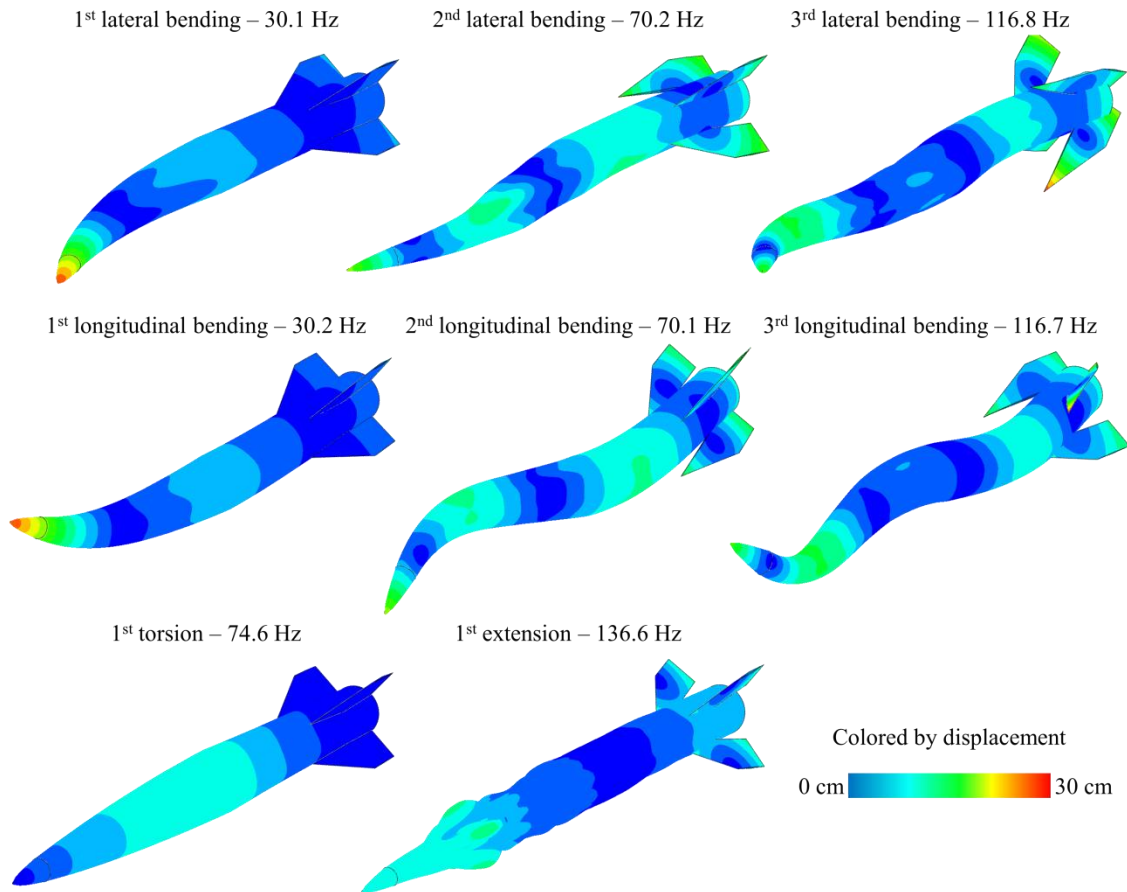 1st lateral bending – 30.1 Hz
2nd lateral bending – 70.2 Hz
3rd lateral bending – 116.8 Hz
1st longitudinal bending – 30.2 Hz
2nd longitudinal bending – 70.1 Hz
3rd longitudinal bending – 116.7 Hz
1st torsion – 74.6 Hz
1st extension – 136.6 Hz
Colored by displacement
0 cm 30 cm